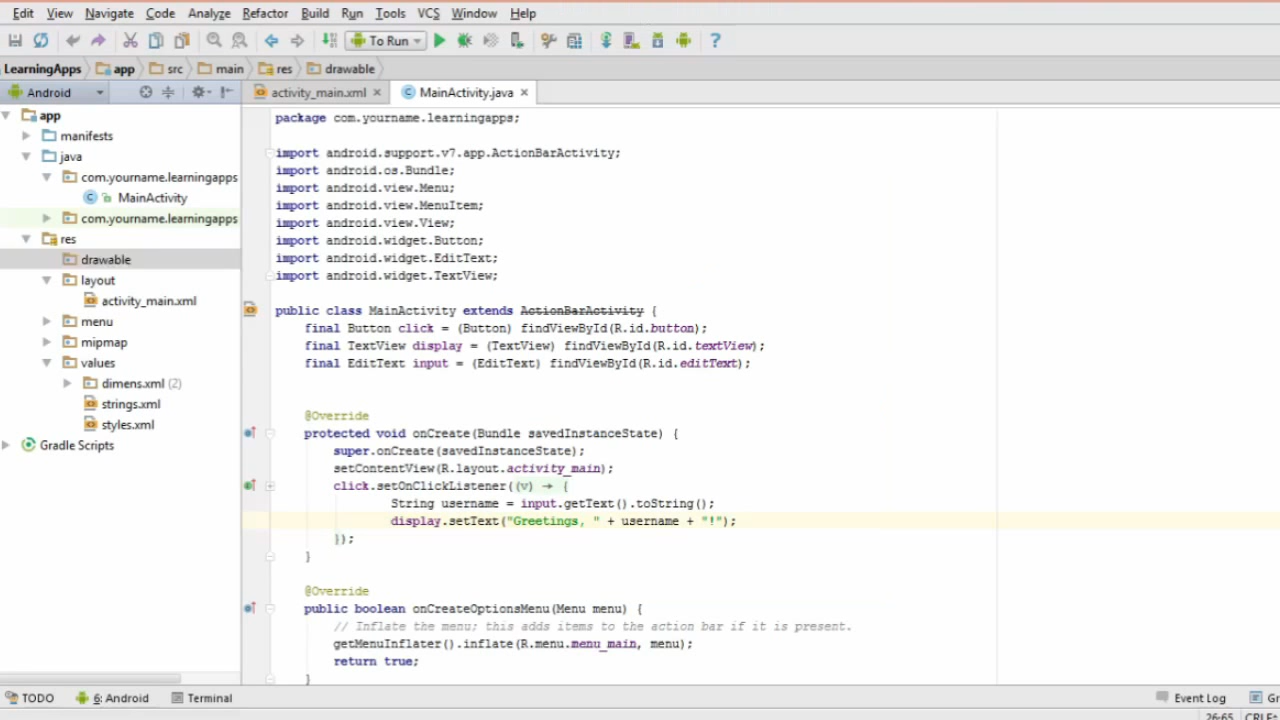 Edit View Navigate Code Analyze Refactor Build Run Tools VCS Window Help
To Run
LearningApps app src main res drawable
Android
activity_main.xml MainActivity.java
app
manifests
java
com.yourname.learningapps
MainActivity
com.yourname.learningapps
res
drawable
layout
activity_main.xml
menu
mipmap
values
dimens.xml (2)
strings.xml
styles.xml
Gradle Scripts
package com.yourname.learningapps;
import android.support.v7.app.ActionBarActivity;
import android.os.Bundle;
import android.view.Menu;
import android.view.MenuItem;
import android.view.View;
import android.widget.Button;
import android.widget.EditText;
import android.widget.TextView;
public class MainActivity extends ActionBarActivity {
final Button click = (Button) findViewById(R.id.button);
final TextView display = (TextView) findViewById(R.id.textView);
final EditText input = (EditText) findViewById(R.id.editText);
@Override
protected void onCreate(Bundle savedInstanceState) {
super.onCreate(savedInstanceState);
setContentView(R.layout.activity_main);
click.setOnClickListener((v) → {
String username = input.getText().toString();
display.setText("Greetings, " + username + "!");
});
}
@Override
public boolean onCreateOptionsMenu(Menu menu) {
// Inflate the menu; this adds items to the action bar if it is present.
getMenuInflater().inflate(R.menu.menu_main, menu);
return true;
}
TODO 6: Android Terminal Event Log Gr
26:65 CRLF